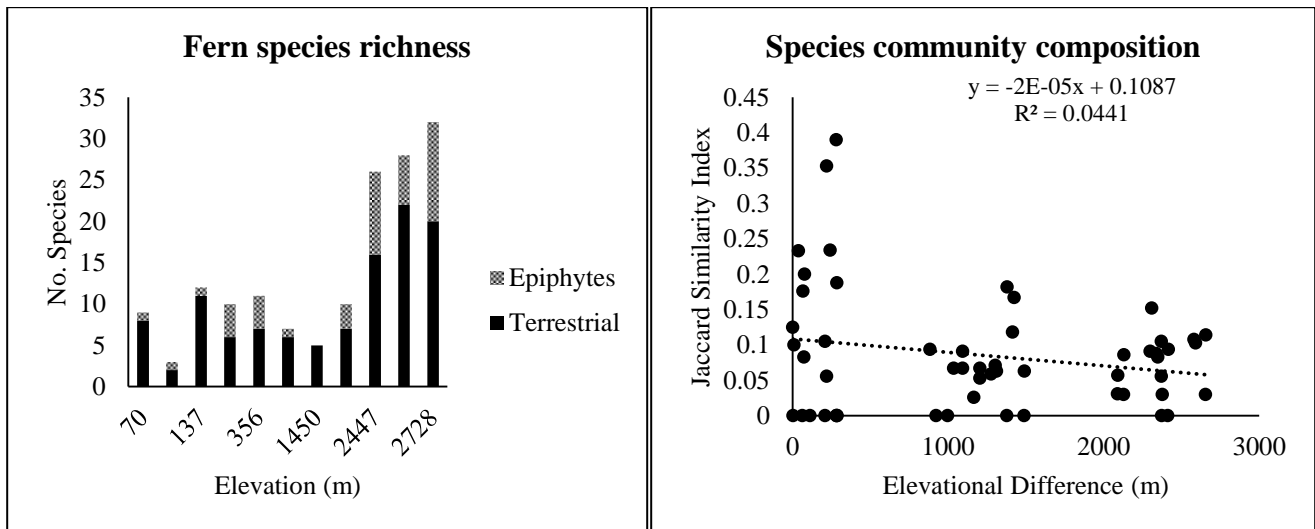 Fern species richness
35
30
25
20
15
10
5
0
No. Species
70
137
356
1450
2447
2728
Elevation (m)
Epiphytes
Terrestrial
Species community composition
y = -2E-05x + 0.1087
R² = 0.0441
0.45
0.4
0.35
0.3
0.25
0.2
0.15
0.1
0.05
0
Jaccard Similarity Index
0
1000
2000
3000
Elevational Difference (m)